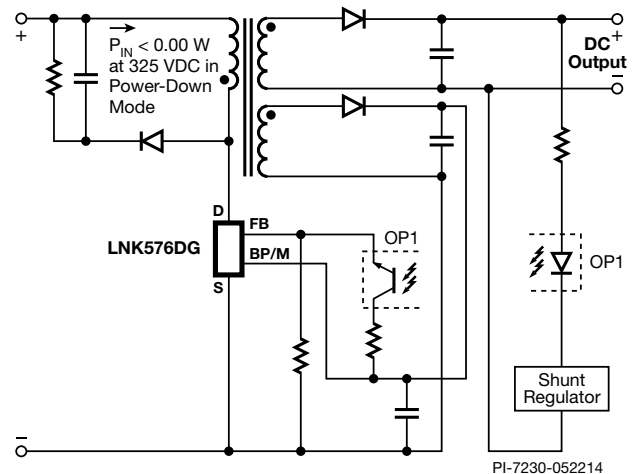 +
P_IN < 0.00 W
at 325 VDC in
Power-Down
Mode
+
DC
Output
–
D
LNK576DG
FB
BP/M
S
OP1
OP1
Shunt
Regulator
–
PI-7230-052214